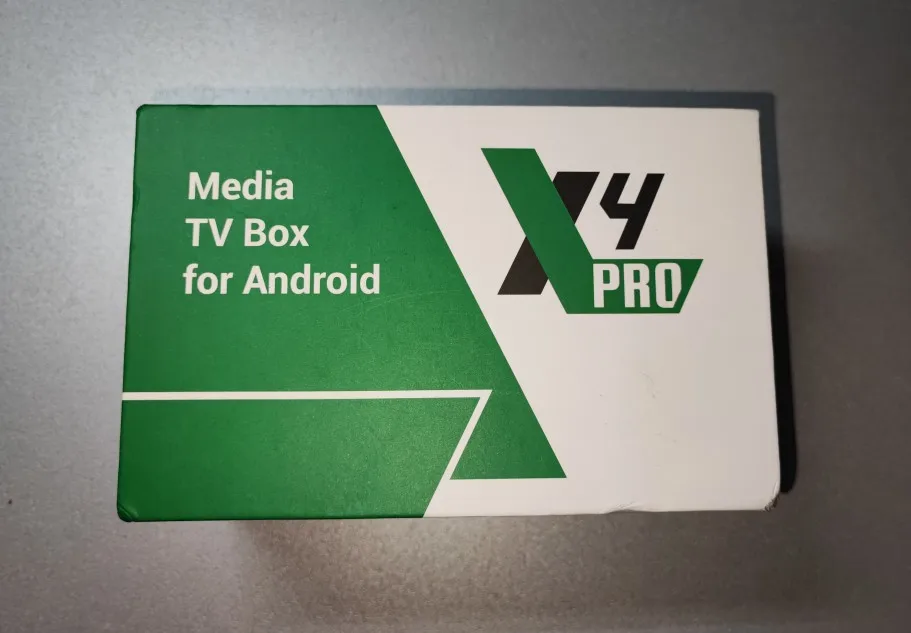 Media
TV Box
for Android
X4
PRO